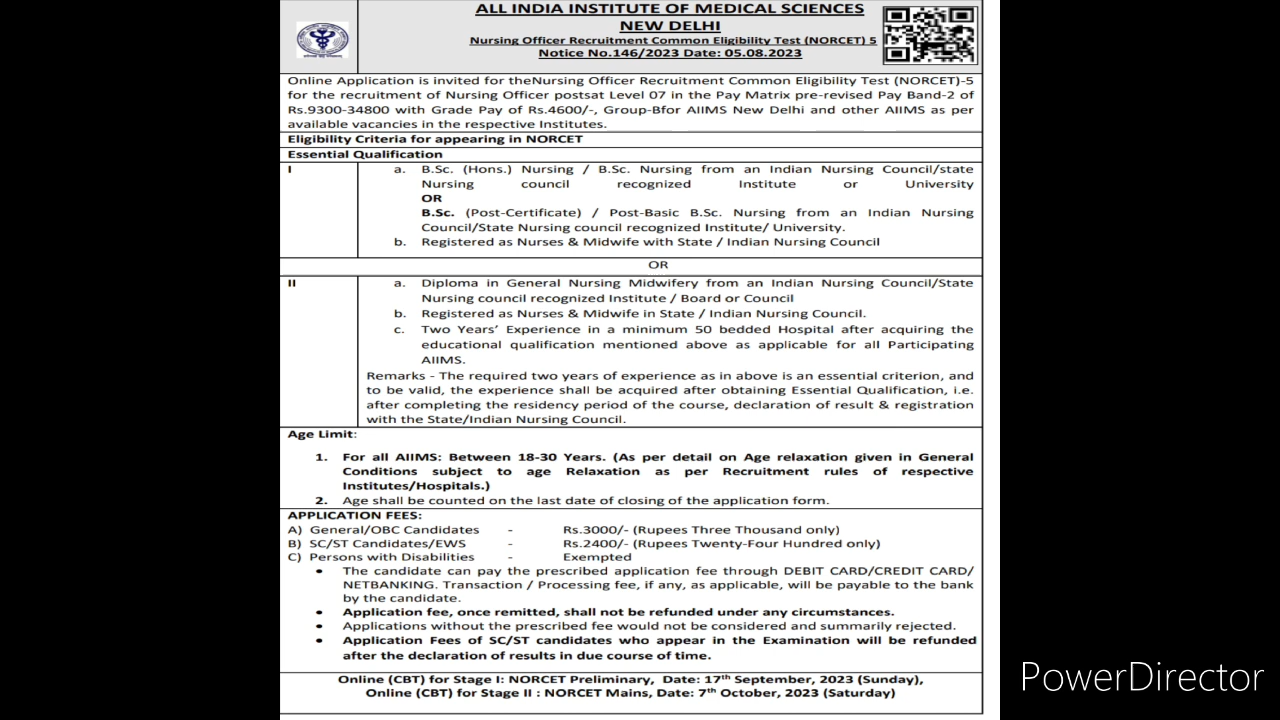 ALL INDIA INSTITUTE OF MEDICAL SCIENCES
NEW DELHI
Nursing Officer Recruitment Common Eligibility Test (NORCET) 5
Notice No.146/2023 Date: 05.08.2023
Online Application is invited for theNursing Officer Recruitment Common Eligibility Test (NORCET)-5
for the recruitment of Nursing Officer postsat Level 07 in the Pay Matrix pre-revised Pay Band-2 of
Rs.9300-34800 with Grade Pay of Rs.4600/-, Group-Bfor AIIMS New Delhi and other AIIMS as per
available vacancies in the respective Institutes.
Eligibility Criteria for appearing in NORCET
Essential Qualification
I
a. B.Sc. (Hons.) Nursing / B.Sc. Nursing from an Indian Nursing Council/state
Nursing council recognized Institute or University
OR
B.Sc. (Post-Certificate) / Post-Basic B.Sc. Nursing from an Indian Nursing
Council/State Nursing council recognized Institute/ University.
b. Registered as Nurses & Midwife with State / Indian Nursing Council
OR
II
a. Diploma in General Nursing Midwifery from an Indian Nursing Council/State
Nursing council recognized Institute / Board or Council
b. Registered as Nurses & Midwife in State / Indian Nursing Council.
c. Two Years' Experience in a minimum 50 bedded Hospital after acquiring the
educational qualification mentioned above as applicable for all Participating
AIIMS.
Remarks - The required two years of experience as in above is an essential criterion, and
to be valid, the experience shall be acquired after obtaining Essential Qualification, i.e.
after completing the residency period of the course, declaration of result & registration
with the State/Indian Nursing Council.
Age Limit:
1. For all AIIMS: Between 18-30 Years. (As per detail on Age relaxation given in General
Conditions subject to age Relaxation as per Recruitment rules of respective
Institutes/Hospitals.)
2. Age shall be counted on the last date of closing of the application form.
APPLICATION FEES:
A) General/OBC Candidates - Rs.3000/- (Rupees Three Thousand only)
B) SC/ST Candidates/EWS - Rs.2400/- (Rupees Twenty-Four Hundred only)
C) Persons with Disabilities - Exempted
• The candidate can pay the prescribed application fee through DEBIT CARD/CREDIT CARD/
NETBANKING. Transaction / Processing fee, if any, as applicable, will be payable to the bank
by the candidate.
• Application fee, once remitted, shall not be refunded under any circumstances.
• Applications without the prescribed fee would not be considered and summarily rejected.
• Application Fees of SC/ST candidates who appear in the Examination will be refunded
after the declaration of results in due course of time.
Online (CBT) for Stage I: NORCET Preliminary, Date: 17th September, 2023 (Sunday),
Online (CBT) for Stage II : NORCET Mains, Date: 7th October, 2023 (Saturday)
PowerDirector